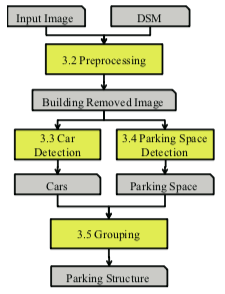 Input Image
DSM
3.2 Preprocessing
Building Removed Image
3.3 Car
Detection
3.4 Parking Space
Detection
Cars
Parking Space
3.5 Grouping
Parking Structure